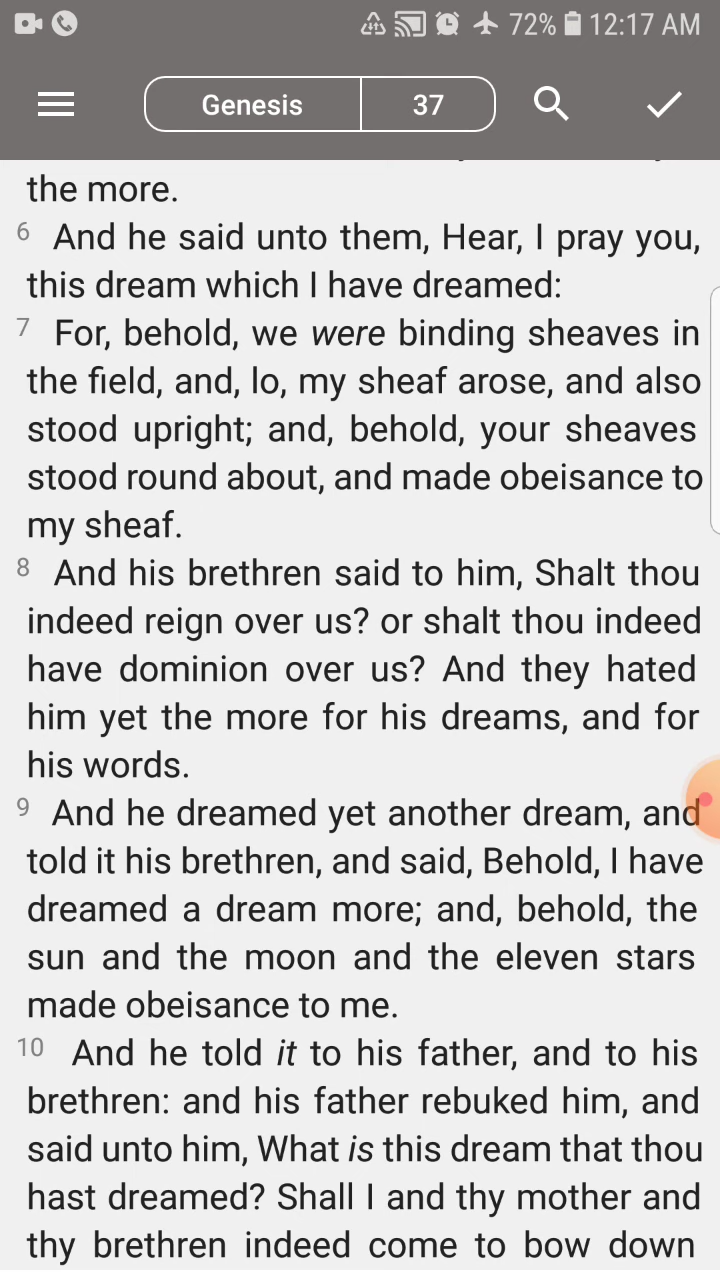 72% 12:17 AM
Genesis 37
the more.
6 And he said unto them, Hear, I pray you,
this dream which I have dreamed:
7 For, behold, we were binding sheaves in
the field, and, lo, my sheaf arose, and also
stood upright; and, behold, your sheaves
stood round about, and made obeisance to
my sheaf.
8 And his brethren said to him, Shalt thou
indeed reign over us? or shalt thou indeed
have dominion over us? And they hated
him yet the more for his dreams, and for
his words.
9 And he dreamed yet another dream, and
told it his brethren, and said, Behold, I have
dreamed a dream more; and, behold, the
sun and the moon and the eleven stars
made obeisance to me.
10 And he told it to his father, and to his
brethren: and his father rebuked him, and
said unto him, What is this dream that thou
hast dreamed? Shall I and thy mother and
thy brethren indeed come to bow down